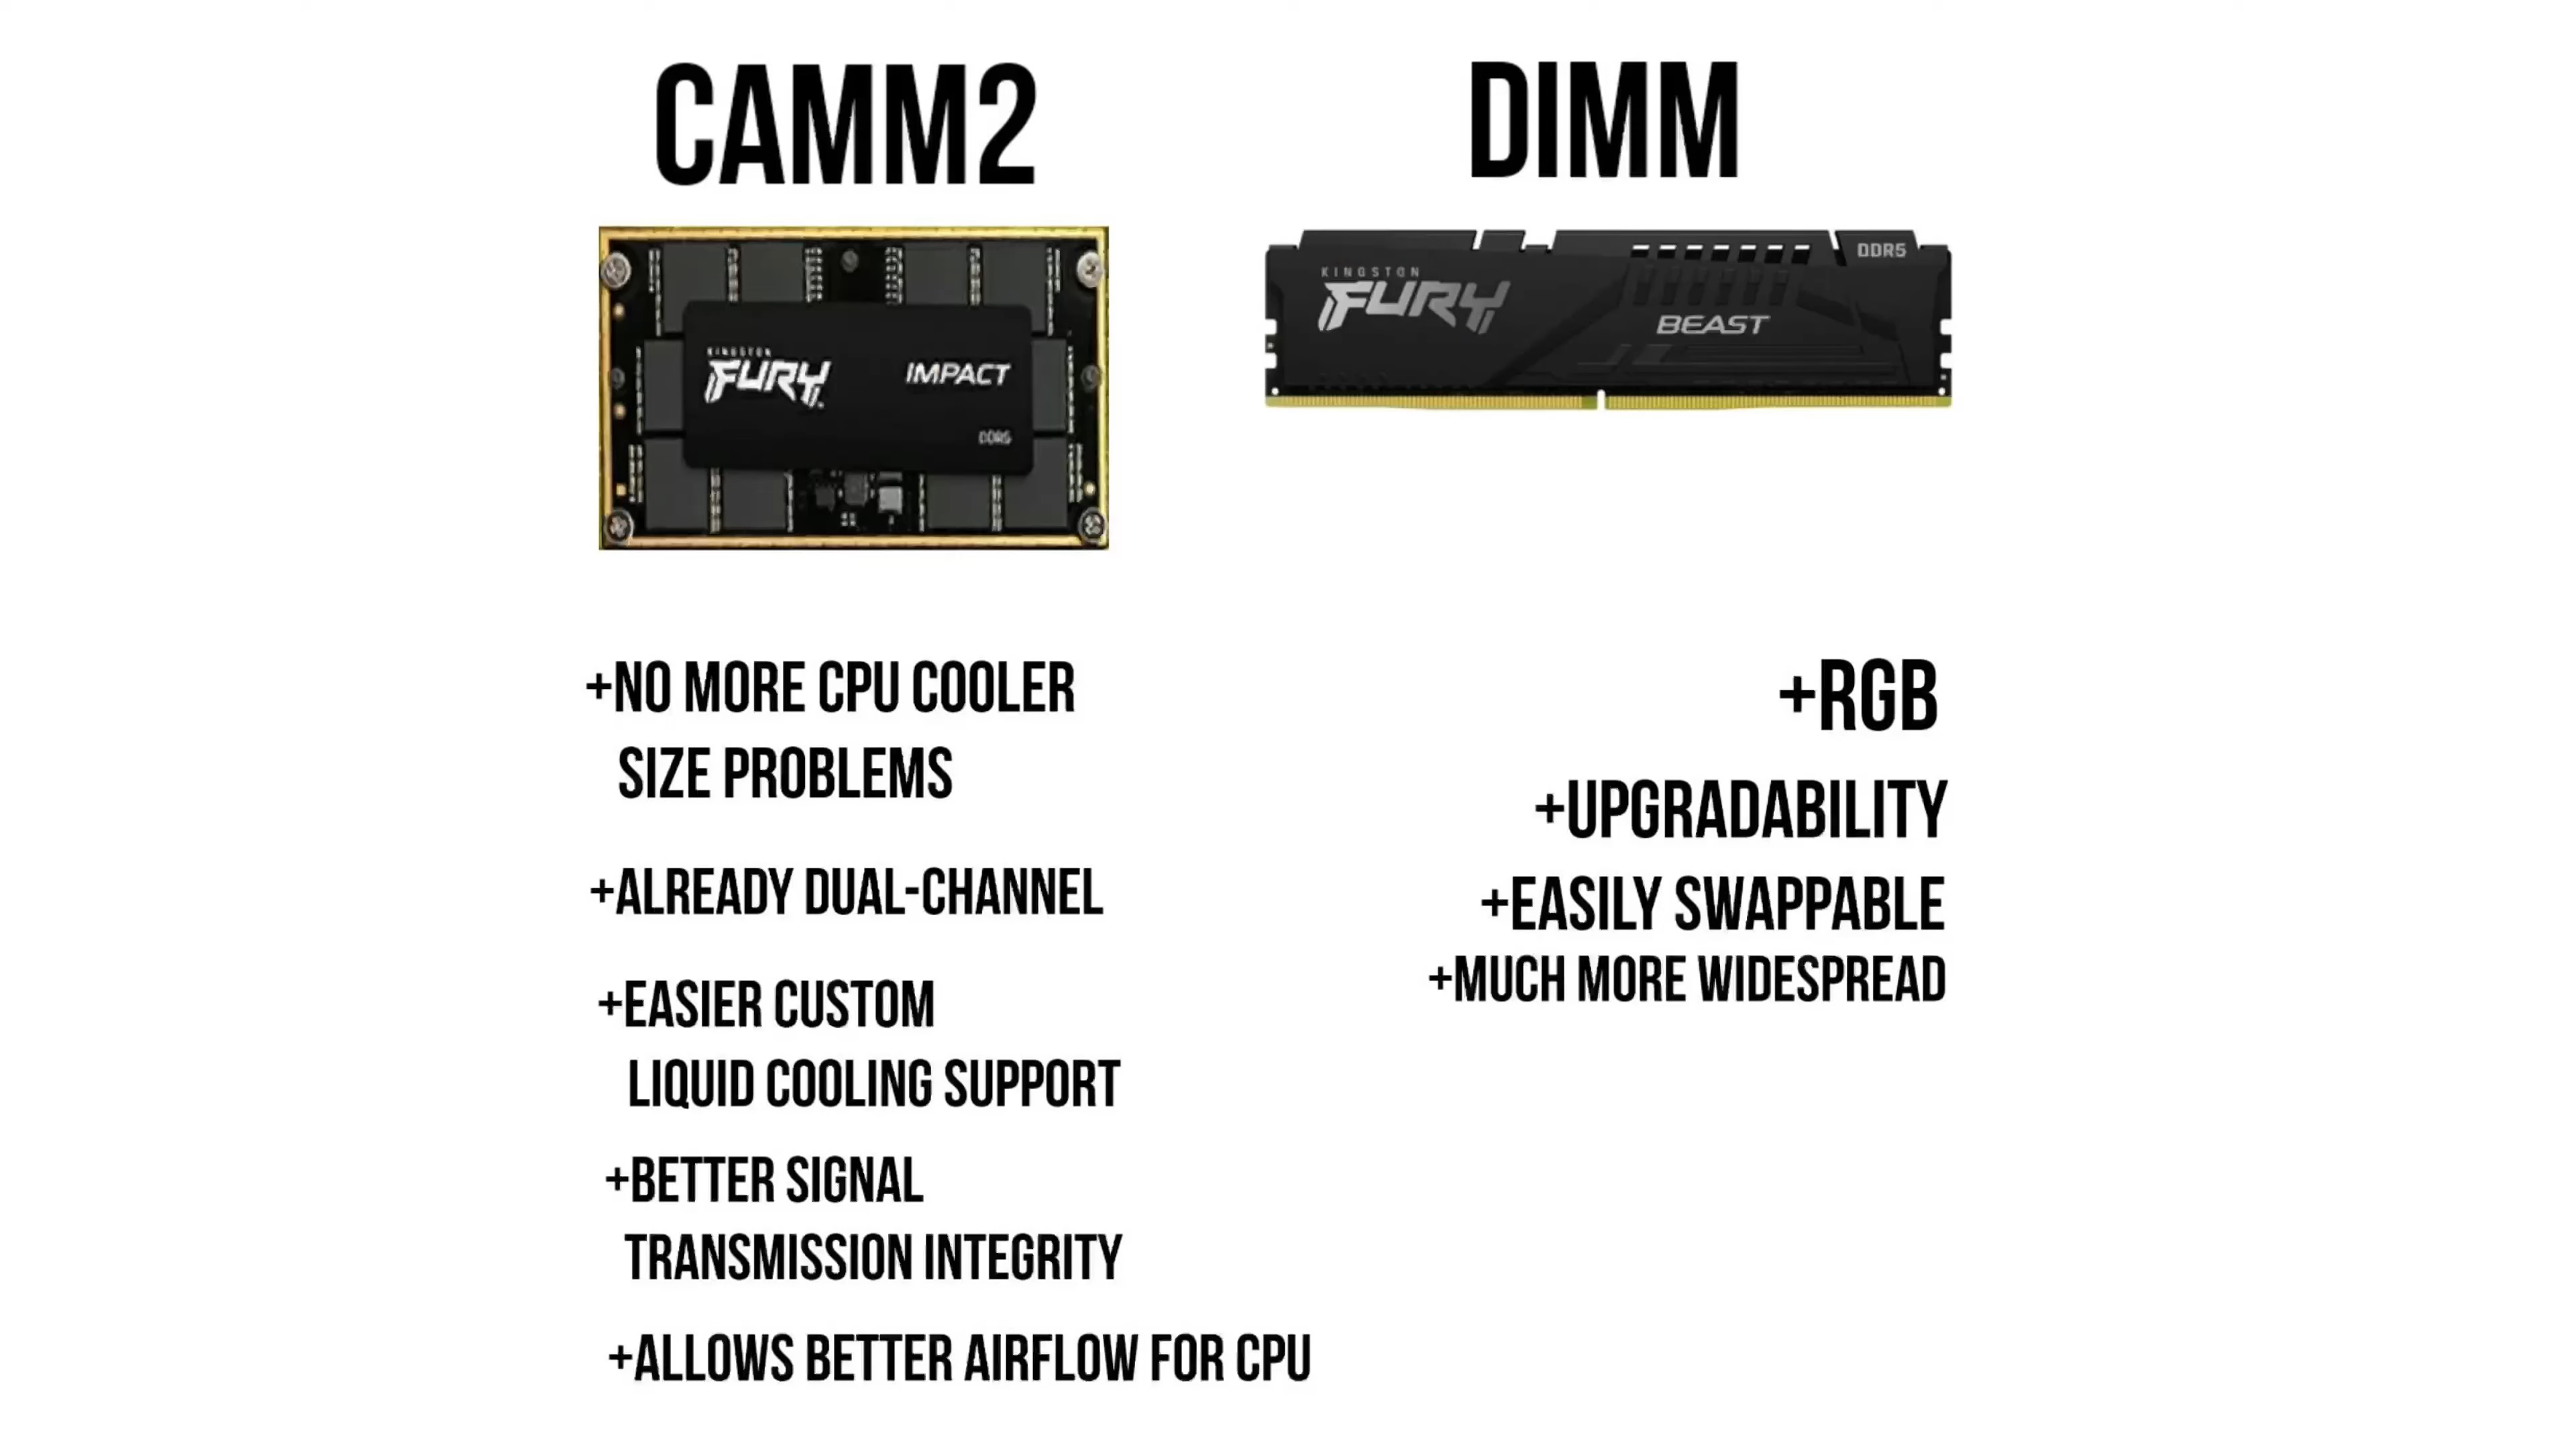 CAMM2
DIMM
KINGSTON
FURY
IMPACT
DDR5
KINGSTON
FURY
BEAST
DDR5
+NO MORE CPU COOLER
SIZE PROBLEMS
+ALREADY DUAL-CHANNEL
+EASIER CUSTOM
LIQUID COOLING SUPPORT
+BETTER SIGNAL
TRANSMISSION INTEGRITY
+ALLOWS BETTER AIRFLOW FOR CPU
+RGB
+UPGRADABILITY
+EASILY SWAPPABLE
+MUCH MORE WIDESPREAD